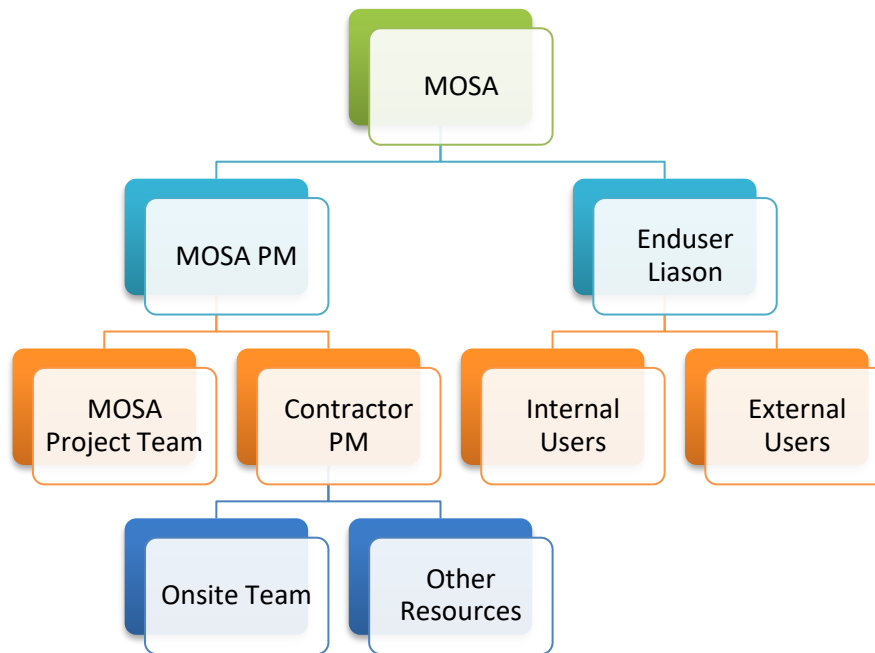 MOSA
MOSA PM
Enduser
Liason
MOSA
Project Team
Contractor
PM
Internal
Users
External
Users
Onsite Team
Other
Resources